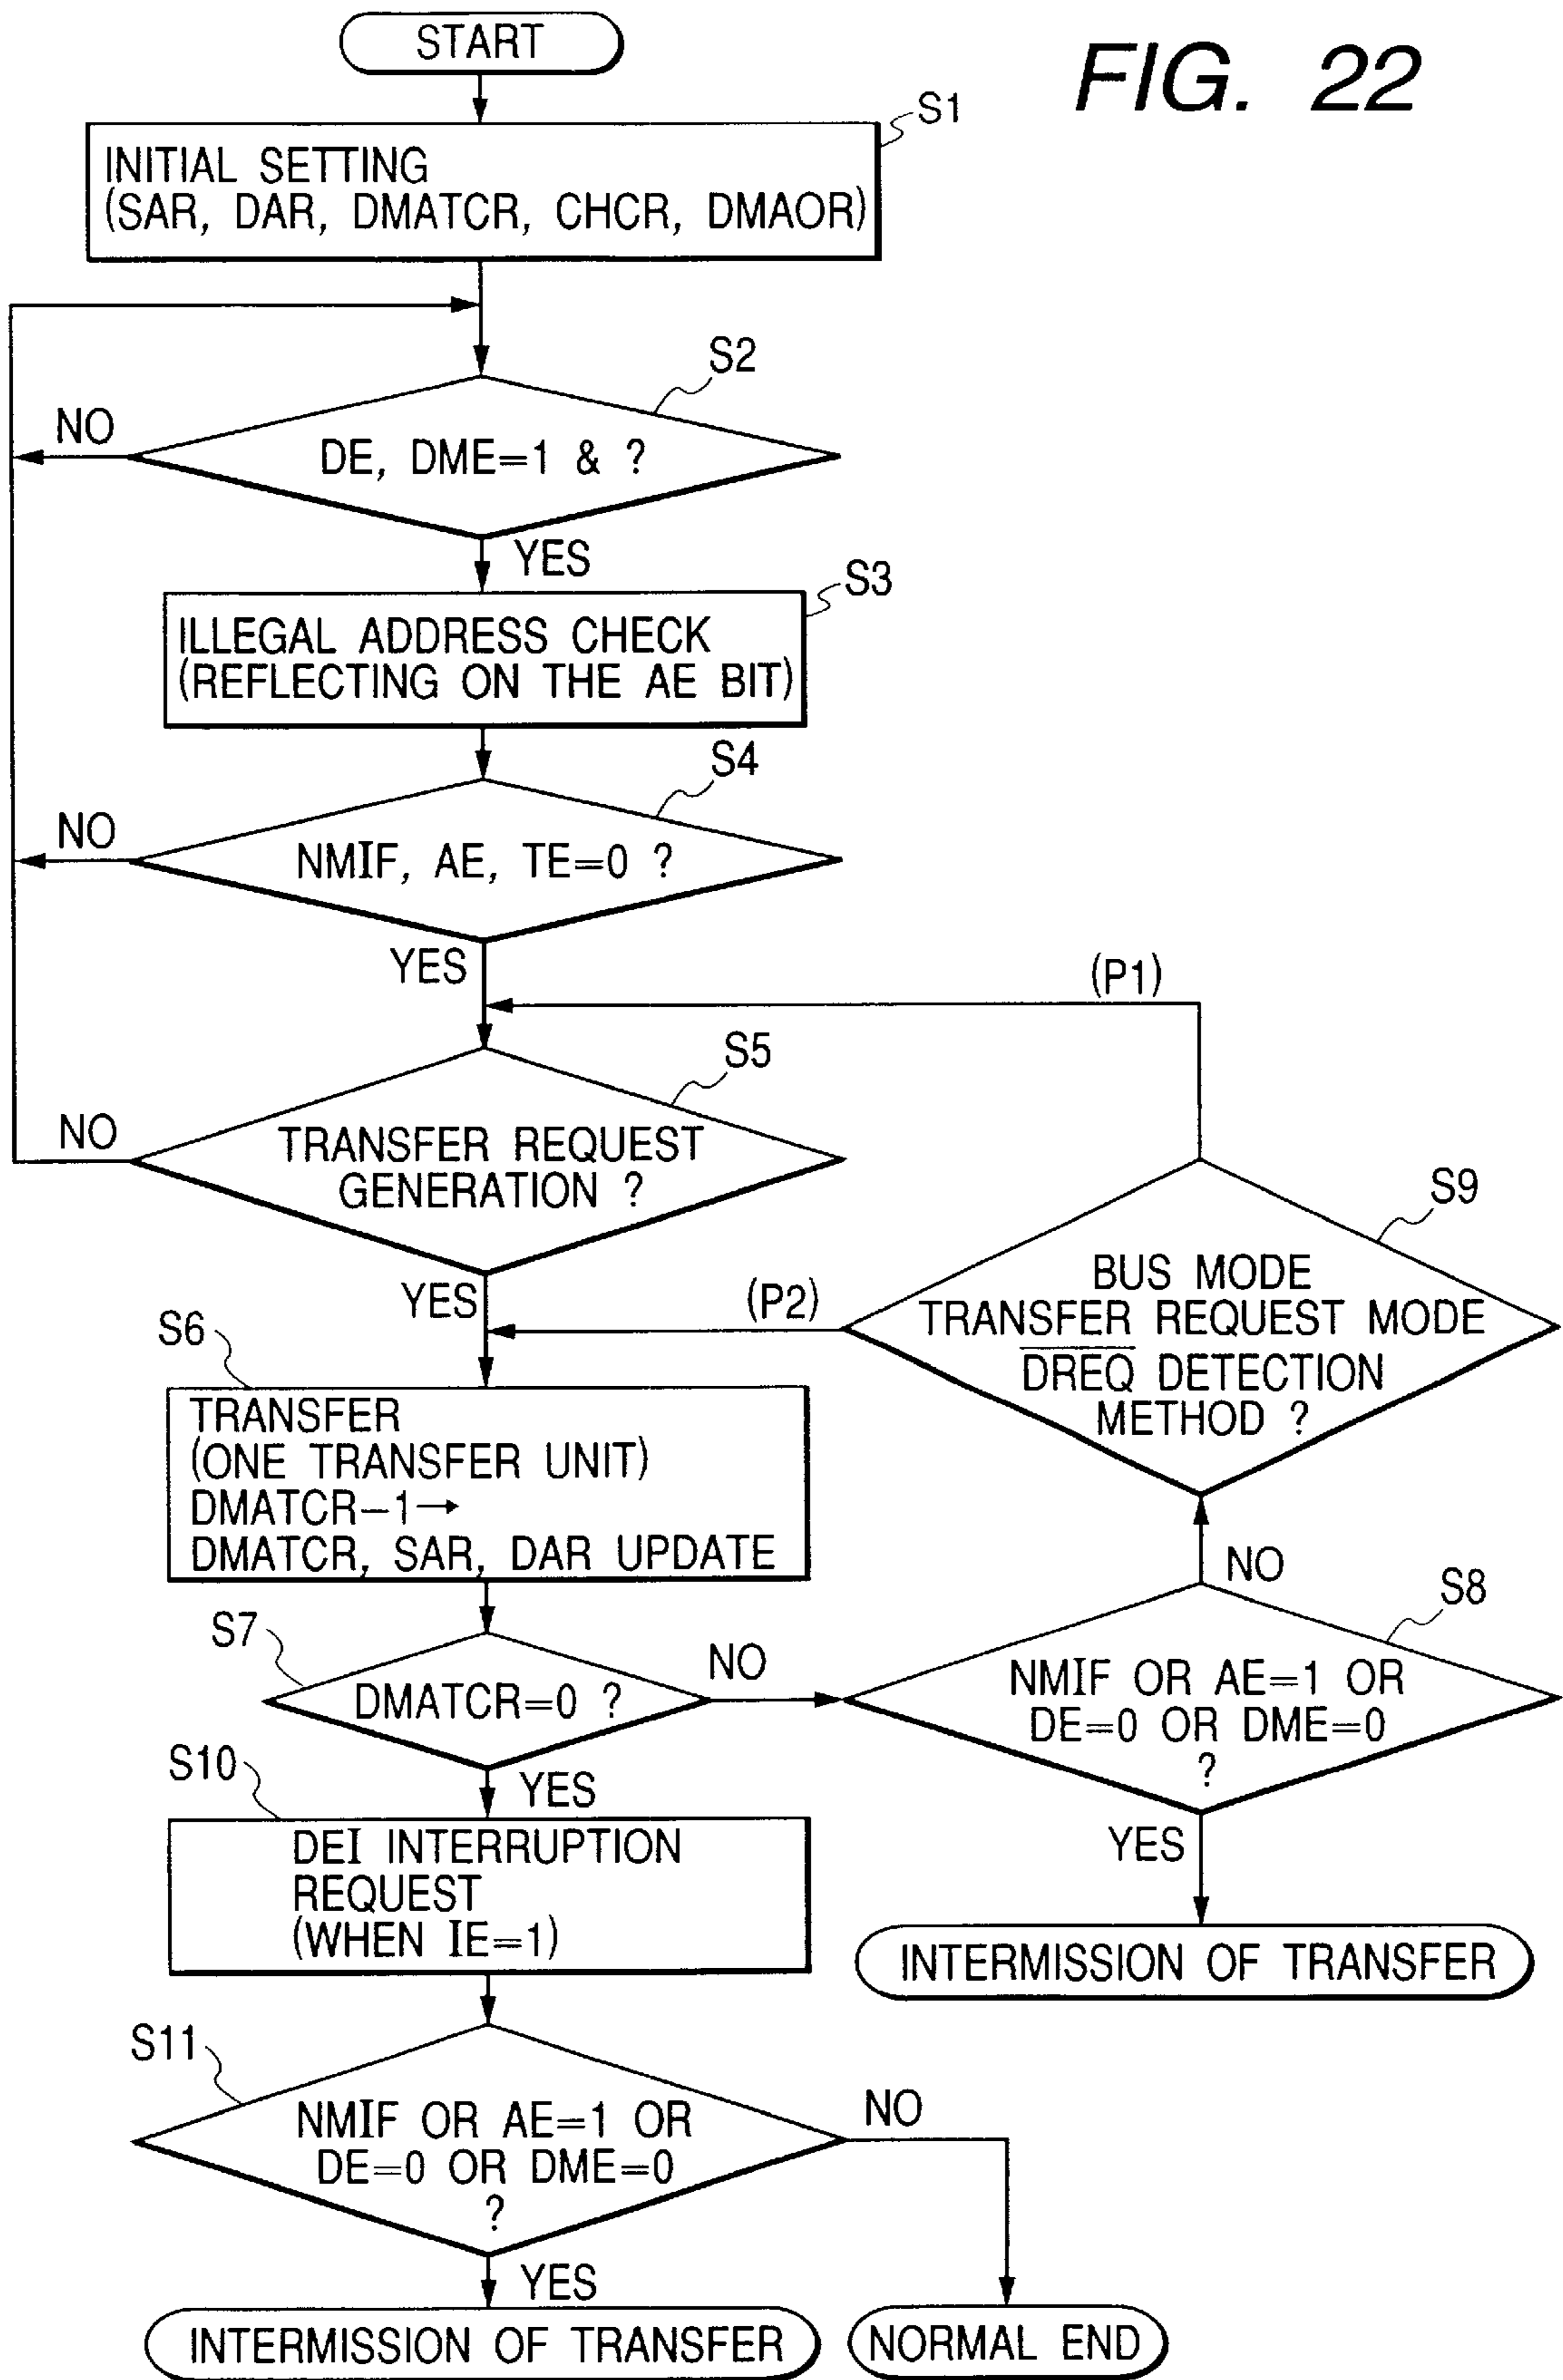 START
FIG. 22
S1
INITIAL SETTING
(SAR, DAR, DMATCR, CHCR, DMAOR)
S2
NO
DE, DME=1 & ?
YES
S3
ILLEGAL ADDRESS CHECK
(REFLECTING ON THE AE BIT)
S4
NO
NMIF, AE, TE=0 ?
YES
(P1)
S5
NO
TRANSFER REQUEST
GENERATION ?
YES
(P2)
S9
BUS MODE
TRANSFER REQUEST MODE
DREQ DETECTION
METHOD ?
S6
TRANSFER
(ONE TRANSFER UNIT)
DMATCR−1→
DMATCR, SAR, DAR UPDATE
NO
S8
S7
DMATCR=0 ?
NO
NMIF OR AE=1 OR
DE=0 OR DME=0
?
YES
INTERMISSION OF TRANSFER
S10
YES
DEI INTERRUPTION
REQUEST
(WHEN IE=1)
S11
NMIF OR AE=1 OR
DE=0 OR DME=0
?
NO
YES
INTERMISSION OF TRANSFER
NORMAL END